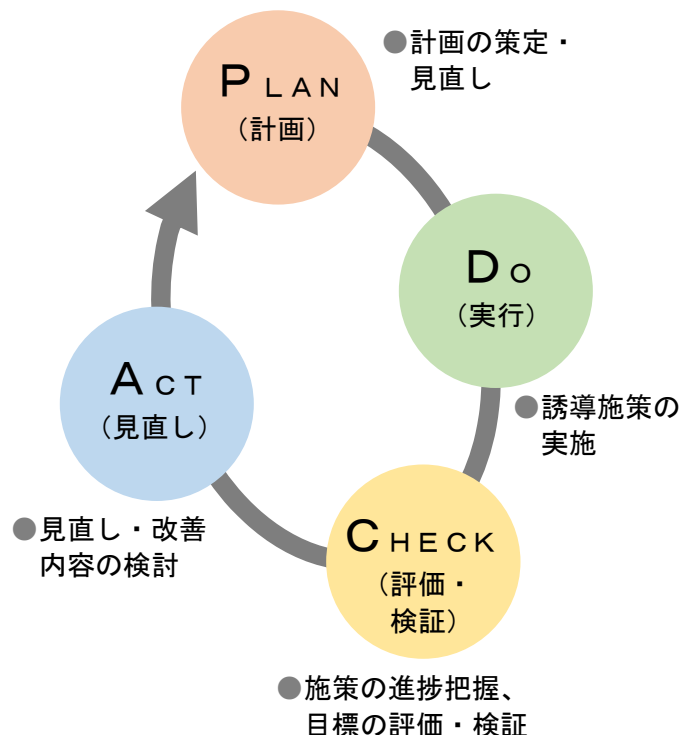 PLAN
（計画）
●計画の策定・
見直し
DO
（実行）
●誘導施策の
実施
CHECK
（評価・
検証）
●施策の進捗把握、
目標の評価・検証
ACT
（見直し）
●見直し・改善
内容の検討